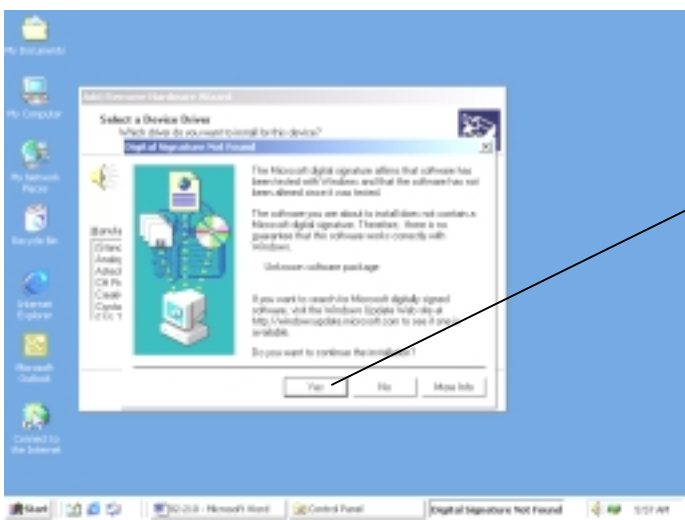 My Documents
My Computer
My Network
Places
Recycle Bin
Internet
Explorer
Microsoft
Outlook
Connect to
the Internet
Add/Remove Hardware Wizard
Select a Device Driver
Which driver do you want to install for this device?
Digital Signature Not Found
The Microsoft digital signature affirms that software has
been tested with Windows and that the software has not
been altered since it was tested.
The software you are about to install does not contain a
Microsoft digital signature. Therefore, there is no
guarantee that this software works correctly with
Windows.
Unknown software package
If you want to search for Microsoft digitally signed
software, visit the Windows Update Web site at
http://windowsupdate.microsoft.com to see if one is
available.
Do you want to continue the installation?
Yes
No
More Info
Start
- Microsoft Word
Control Panel
Digital Signature Not Found
9:57 AM